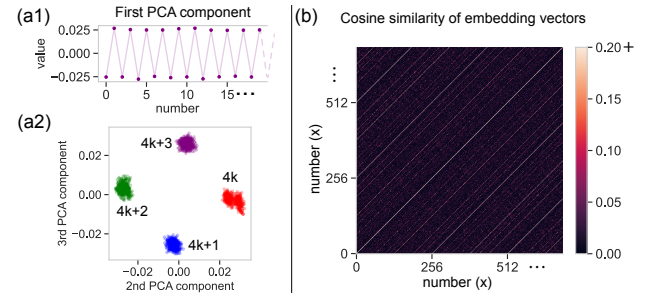 (a1)
First PCA component
value
0.025
0.000
−0.025
0
5
10
15
•••
number
(a2)
3rd PCA component
0.02
0.00
−0.02
4k+3
4k
4k+2
4k+1
−0.02
0.00
0.02
2nd PCA component
(b)
Cosine similarity of embedding vectors
number (x)
•••
512
256
0
0
256
512
•••
number (x)
0.20+
0.15
0.10
0.05
0.00